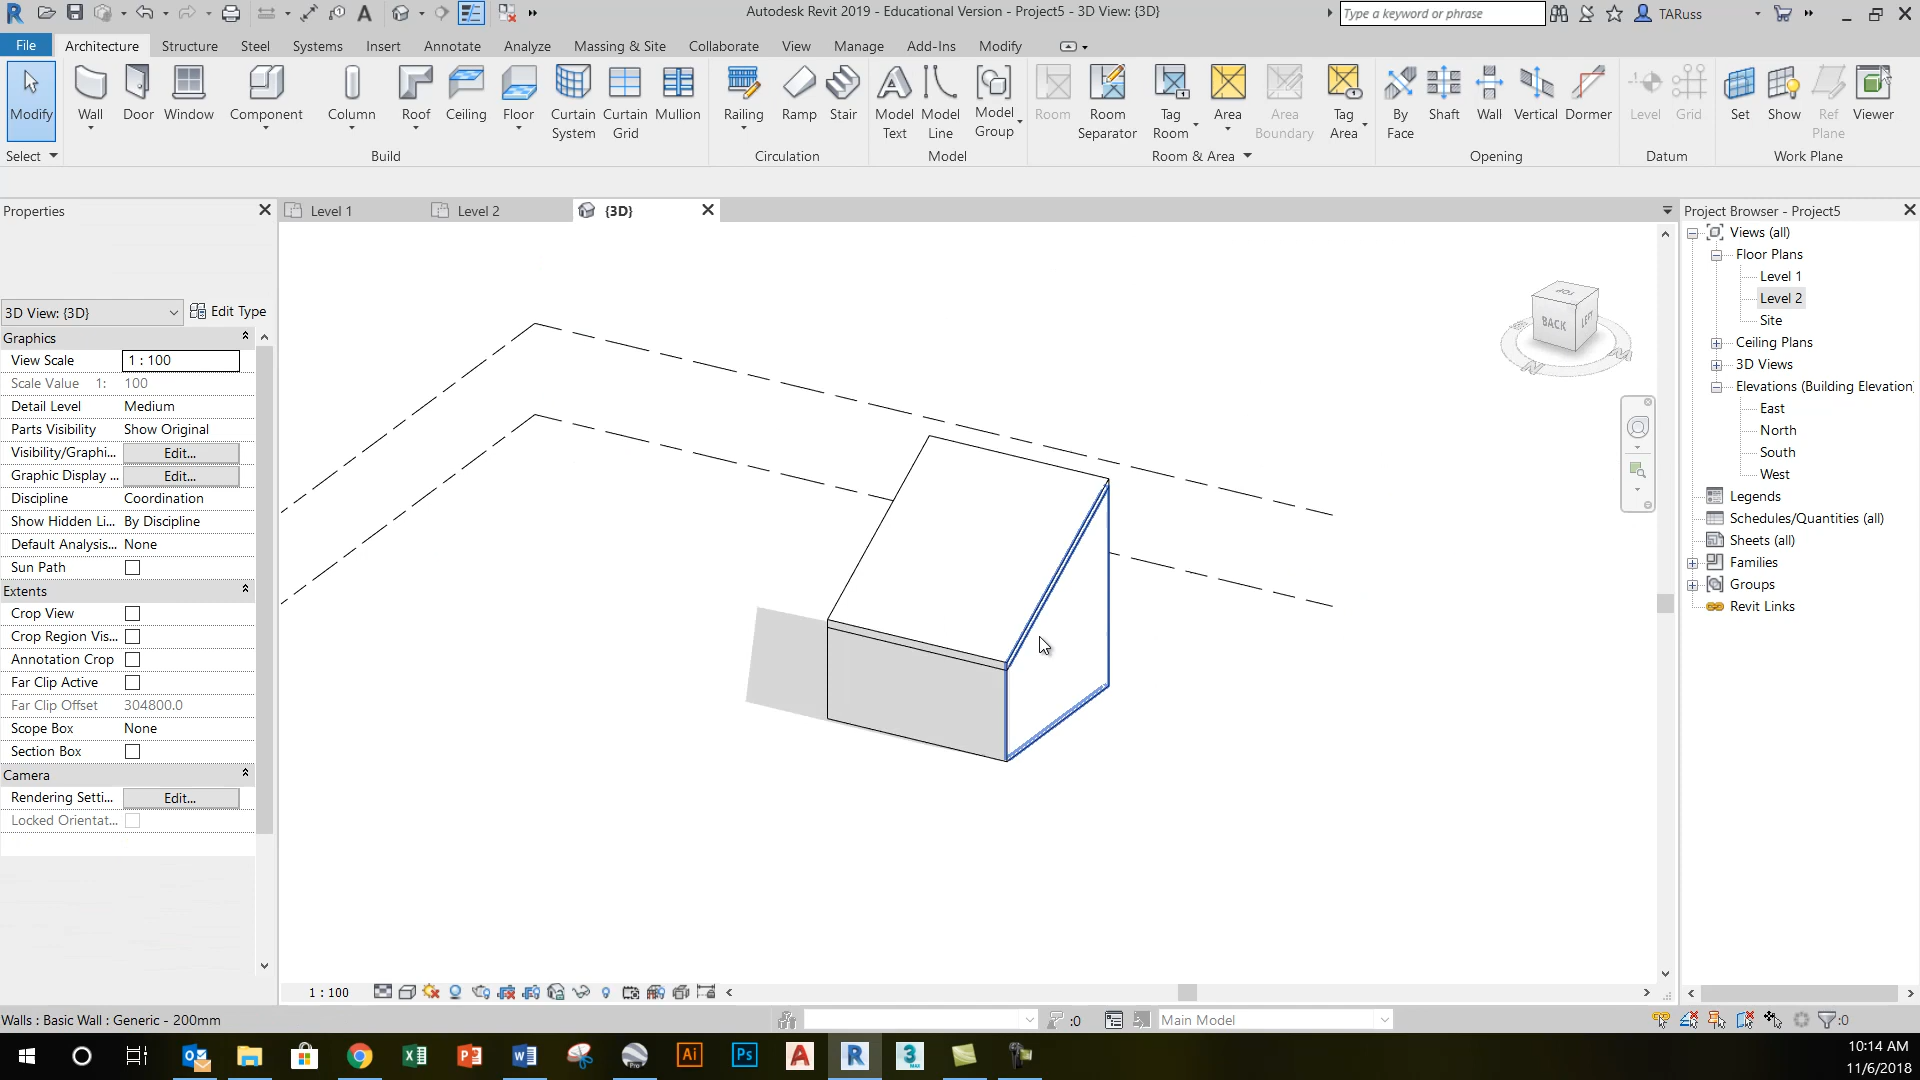 Autodesk Revit 2019 - Educational Version - Project5 - 3D View: {3D}
Type a keyword or phrase
TARuss
File
Architecture
Structure
Steel
Systems
Insert
Annotate
Analyze
Massing & Site
Collaborate
View
Manage
Add-Ins
Modify
Modify
Wall
Door
Window
Component
Column
Roof
Ceiling
Floor
Curtain System
Curtain Grid
Mullion
Railing
Ramp
Stair
Model Text
Model Line
Model Group
Room
Room Separator
Tag Room
Area
Area Boundary
Tag Area
By Face
Shaft
Wall
Vertical
Dormer
Level
Grid
Set
Show
Ref Plane
Viewer
Select
Build
Circulation
Model
Room & Area
Opening
Datum
Work Plane
Properties
Level 1
Level 2
{3D}
Project Browser - Project5
3D View: {3D}
Edit Type
Graphics
View Scale 1 : 100
Scale Value 1: 100
Detail Level Medium
Parts Visibility Show Original
Visibility/Graphi... Edit...
Graphic Display ... Edit...
Discipline Coordination
Show Hidden Li... By Discipline
Default Analysis... None
Sun Path
Extents
Crop View
Crop Region Vis...
Annotation Crop
Far Clip Active
Far Clip Offset 304800.0
Scope Box None
Section Box
Camera
Rendering Setti... Edit...
Locked Orientat...
TOP
BACK
LEFT
N
Views (all)
Floor Plans
Level 1
Level 2
Site
Ceiling Plans
3D Views
Elevations (Building Elevation)
East
North
South
West
Legends
Schedules/Quantities (all)
Sheets (all)
Families
Groups
Revit Links
1 : 100
Walls : Basic Wall : Generic - 200mm
:0
Main Model
:0
10:14 AM
11/6/2018